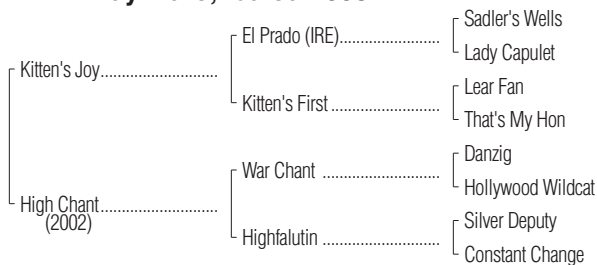 Sadler's Wells
El Prado (IRE)
Lady Capulet
Kitten's Joy
Lear Fan
Kitten's First
That's My Hon
Danzig
War Chant
Hollywood Wildcat
High Chant
(2002)
Silver Deputy
Highfalutin
Constant Change